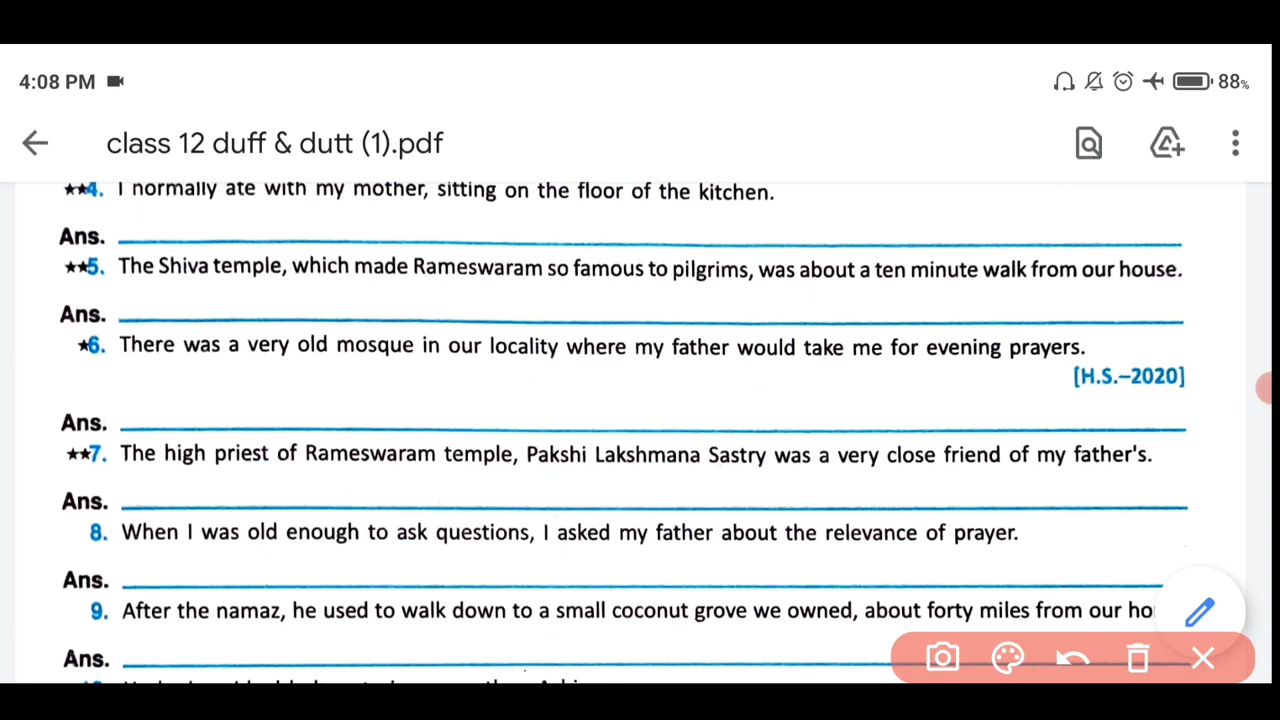 4:08 PM
88%
class 12 duff & dutt (1).pdf
★★4. I normally ate with my mother, sitting on the floor of the kitchen.
Ans.
★★5. The Shiva temple, which made Rameswaram so famous to pilgrims, was about a ten minute walk from our house.
Ans.
★6. There was a very old mosque in our locality where my father would take me for evening prayers.
[H.S.–2020]
Ans.
★★7. The high priest of Rameswaram temple, Pakshi Lakshmana Sastry was a very close friend of my father's.
Ans.
8. When I was old enough to ask questions, I asked my father about the relevance of prayer.
Ans.
9. After the namaz, he used to walk down to a small coconut grove we owned, about forty miles from our ho
Ans.